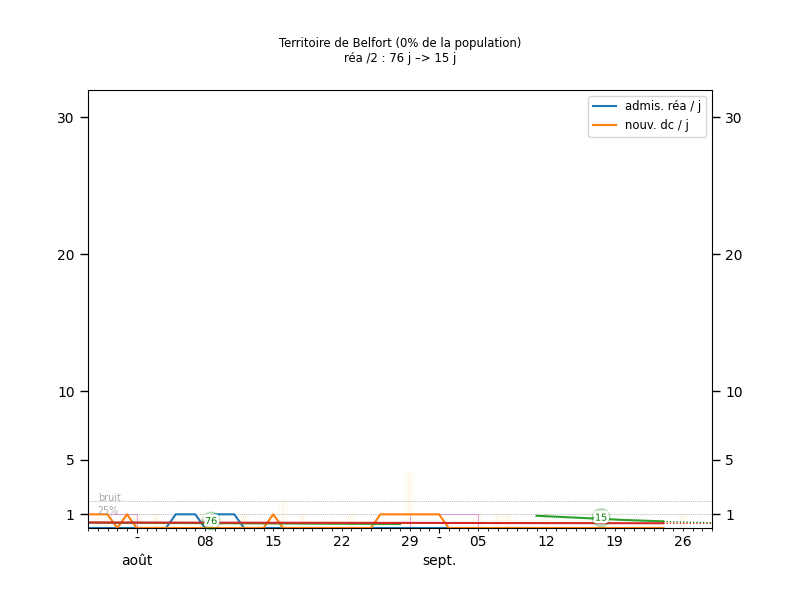 Territoire de Belfort (0% de la population)
réa /2 : 76 j –> 15 j
admis. réa / j
nouv. dc / j
30 30
20 20
10 10
5 5
bruit
25%
1 1
76
15
- 08 15 22 29 - 05 12 19 26
août sept.